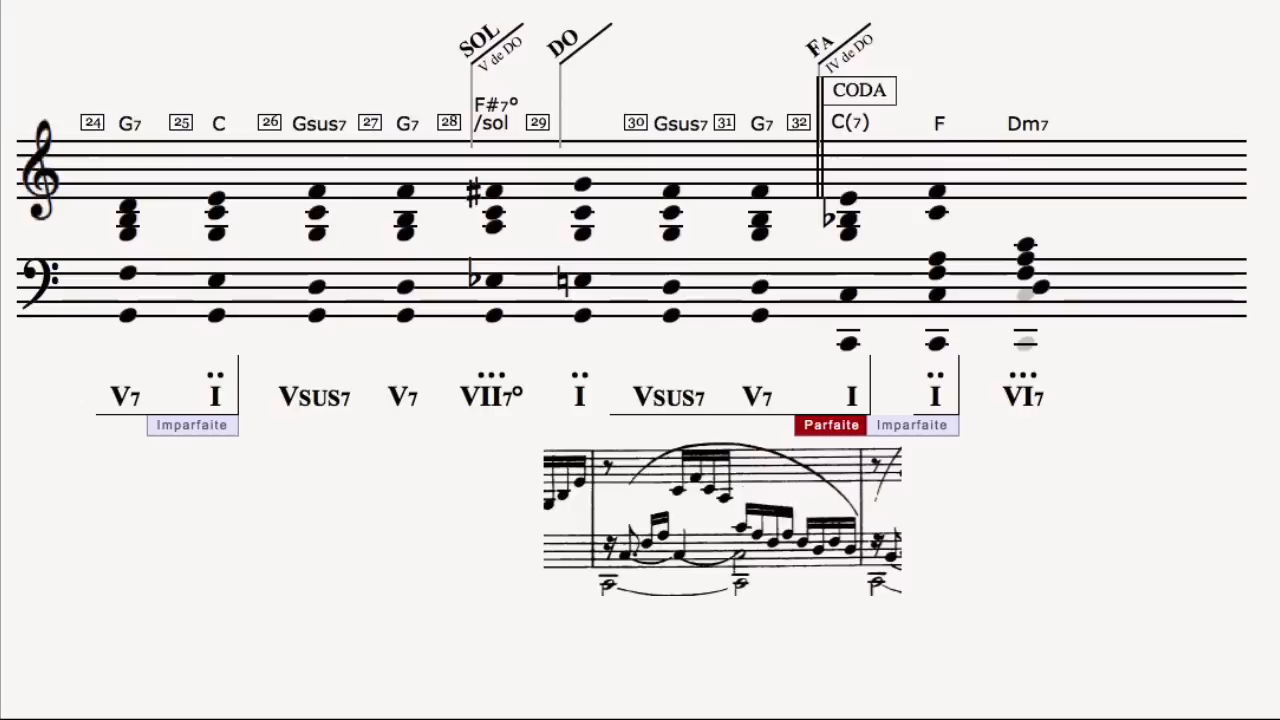 SOL DO FA
V de DO IV de DO
CODA
F#7°
24 G7 25 C 26 Gsus7 27 G7 28 /sol 29 30 Gsus7 31 G7 32 C(7) F Dm7
V7 I VSUS7 V7 VII7° I VSUS7 V7 I I VI7
Imparfaite Parfaite Imparfaite